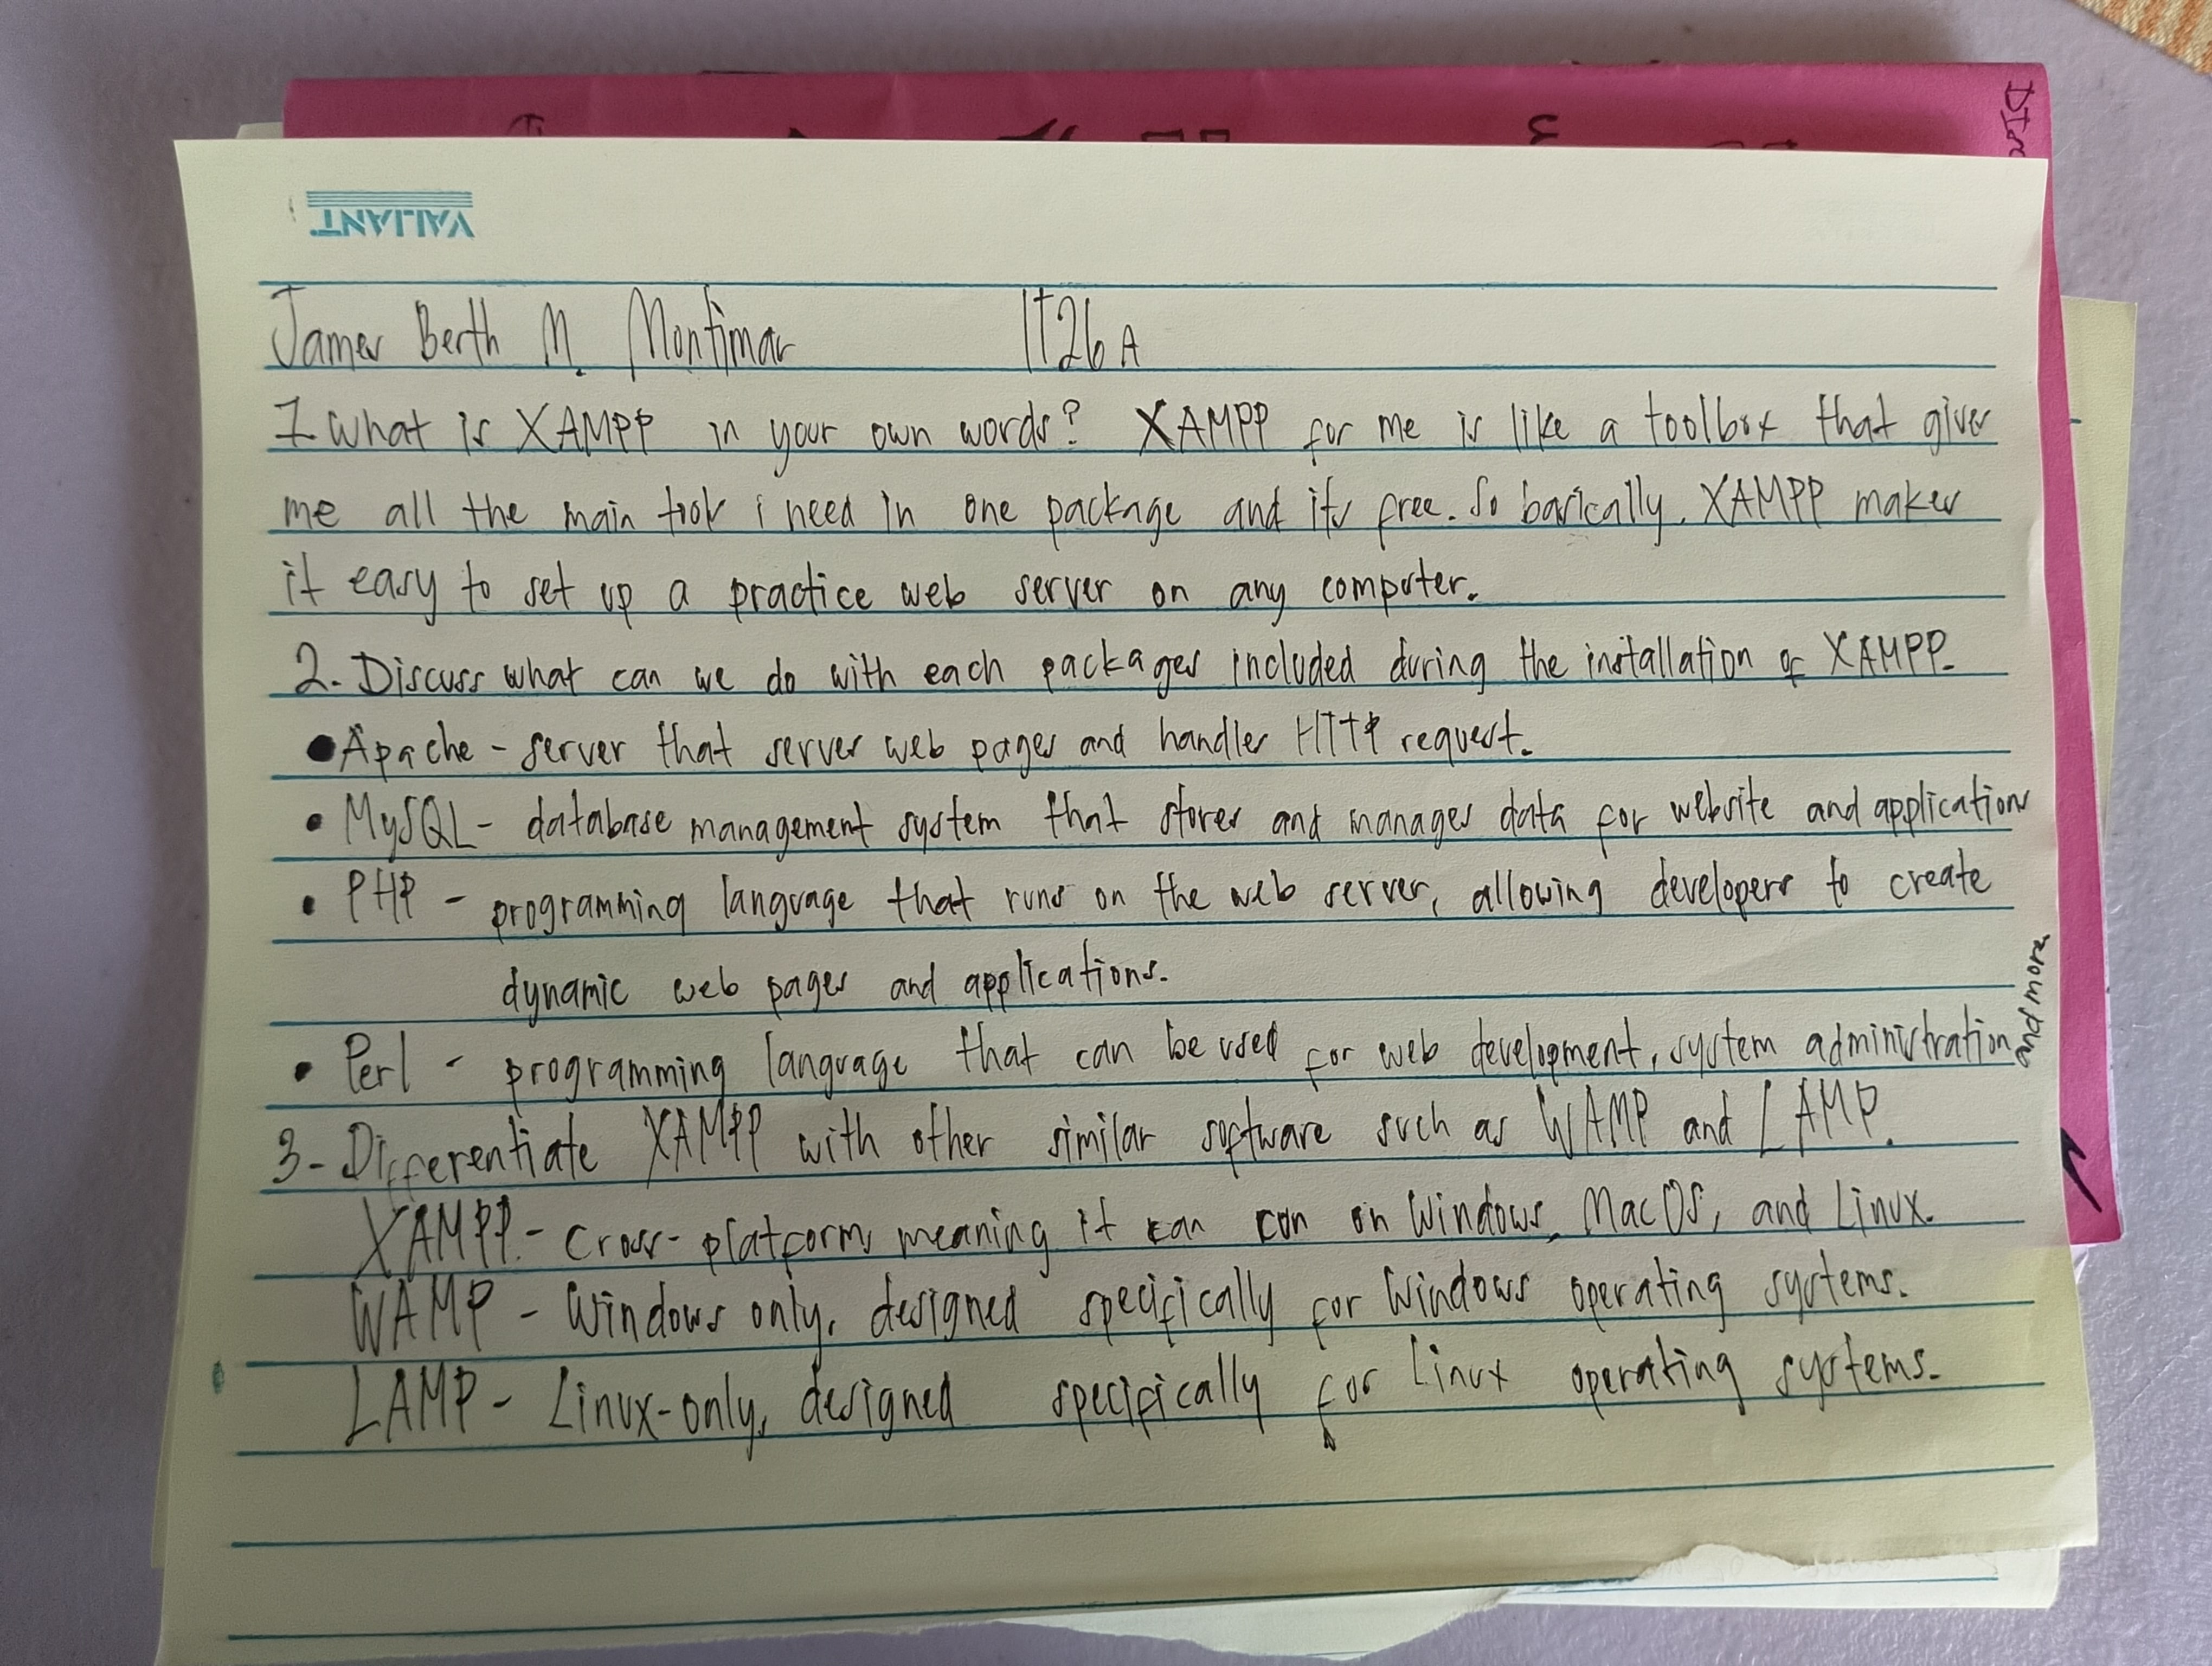 VALIANT
James Berth M. Montimar IT26A
1. What is XAMPP in your own words? XAMPP for me is like a toolbox that gives
me all the main tools i need in one package and its free. So basically, XAMPP makes
it easy to set up a practice web server on any computer.
2. Discuss what can we do with each packages included during the installation of XAMPP.
• Apache - server that serves web pages and handles HTTP request.
• MySQL - database management system that stores and manages data for website and applications
• PHP - programming language that runs on the web server, allowing developers to create
dynamic web pages and applications.
• Perl - programming language that can be used for web development, system administration and more.
3. Differentiate XAMPP with other similar software such as WAMP and LAMP.
XAMPP. - Cross-platform, meaning it can run on Windows, MacOS, and Linux.
WAMP - Windows only, designed specifically for Windows operating systems.
LAMP - Linux-only, designed specifically for Linux operating systems.